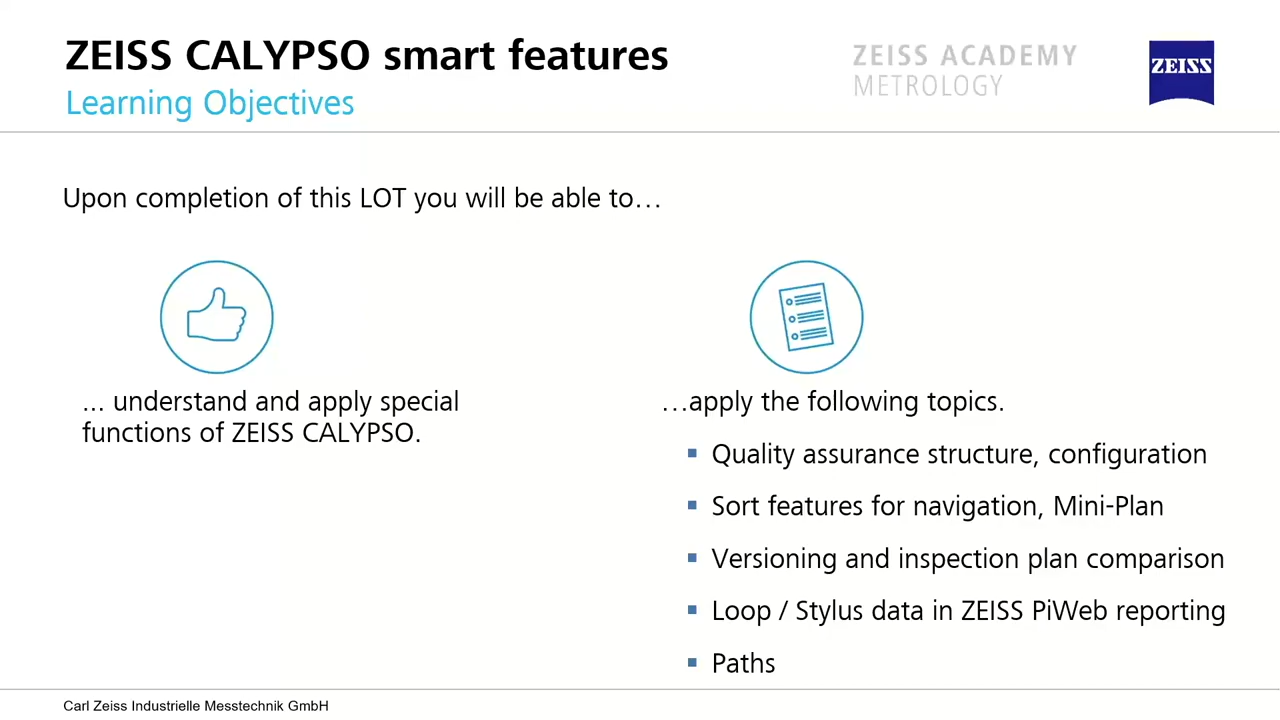 ZEISS CALYPSO smart features
Learning Objectives
ZEISS ACADEMY
METROLOGY
ZEISS
Upon completion of this LOT you will be able to…
... understand and apply special
functions of ZEISS CALYPSO.
…apply the following topics.
▪ Quality assurance structure, configuration
▪ Sort features for navigation, Mini-Plan
▪ Versioning and inspection plan comparison
▪ Loop / Stylus data in ZEISS PiWeb reporting
▪ Paths
Carl Zeiss Industrielle Messtechnik GmbH